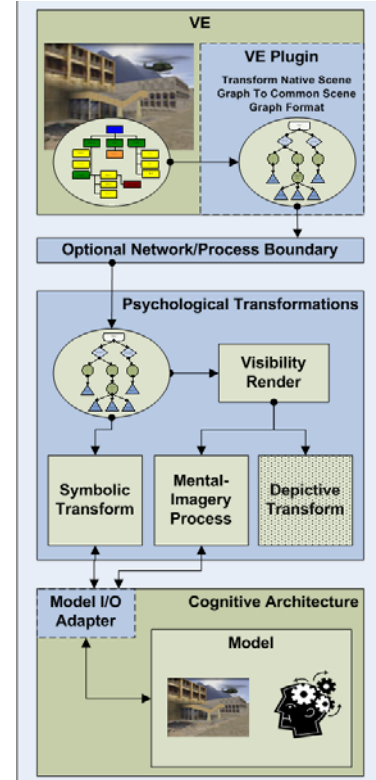 VE
VE Plugin
Transform Native Scene
Graph To Common Scene
Graph Format
Optional Network/Process Boundary
Psychological Transformations
Visibility
Render
Symbolic
Transform
Mental-
Imagery
Process
Depictive
Transform
Model I/O
Adapter
Cognitive Architecture
Model